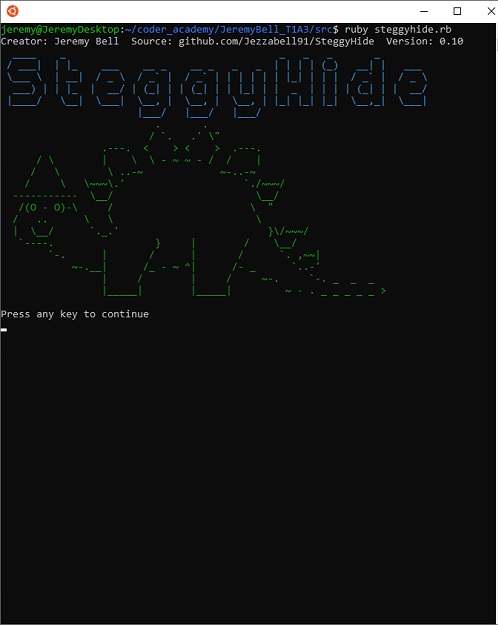 jeremy@JeremyDesktop:~/coder_academy/JeremyBell_T1A3/src$ ruby steggyhide.rb
Creator: Jeremy Bell  Source: github.com/Jezzabell91/SteggyHide  Version: 0.10
SteggyHide
Press any key to continue